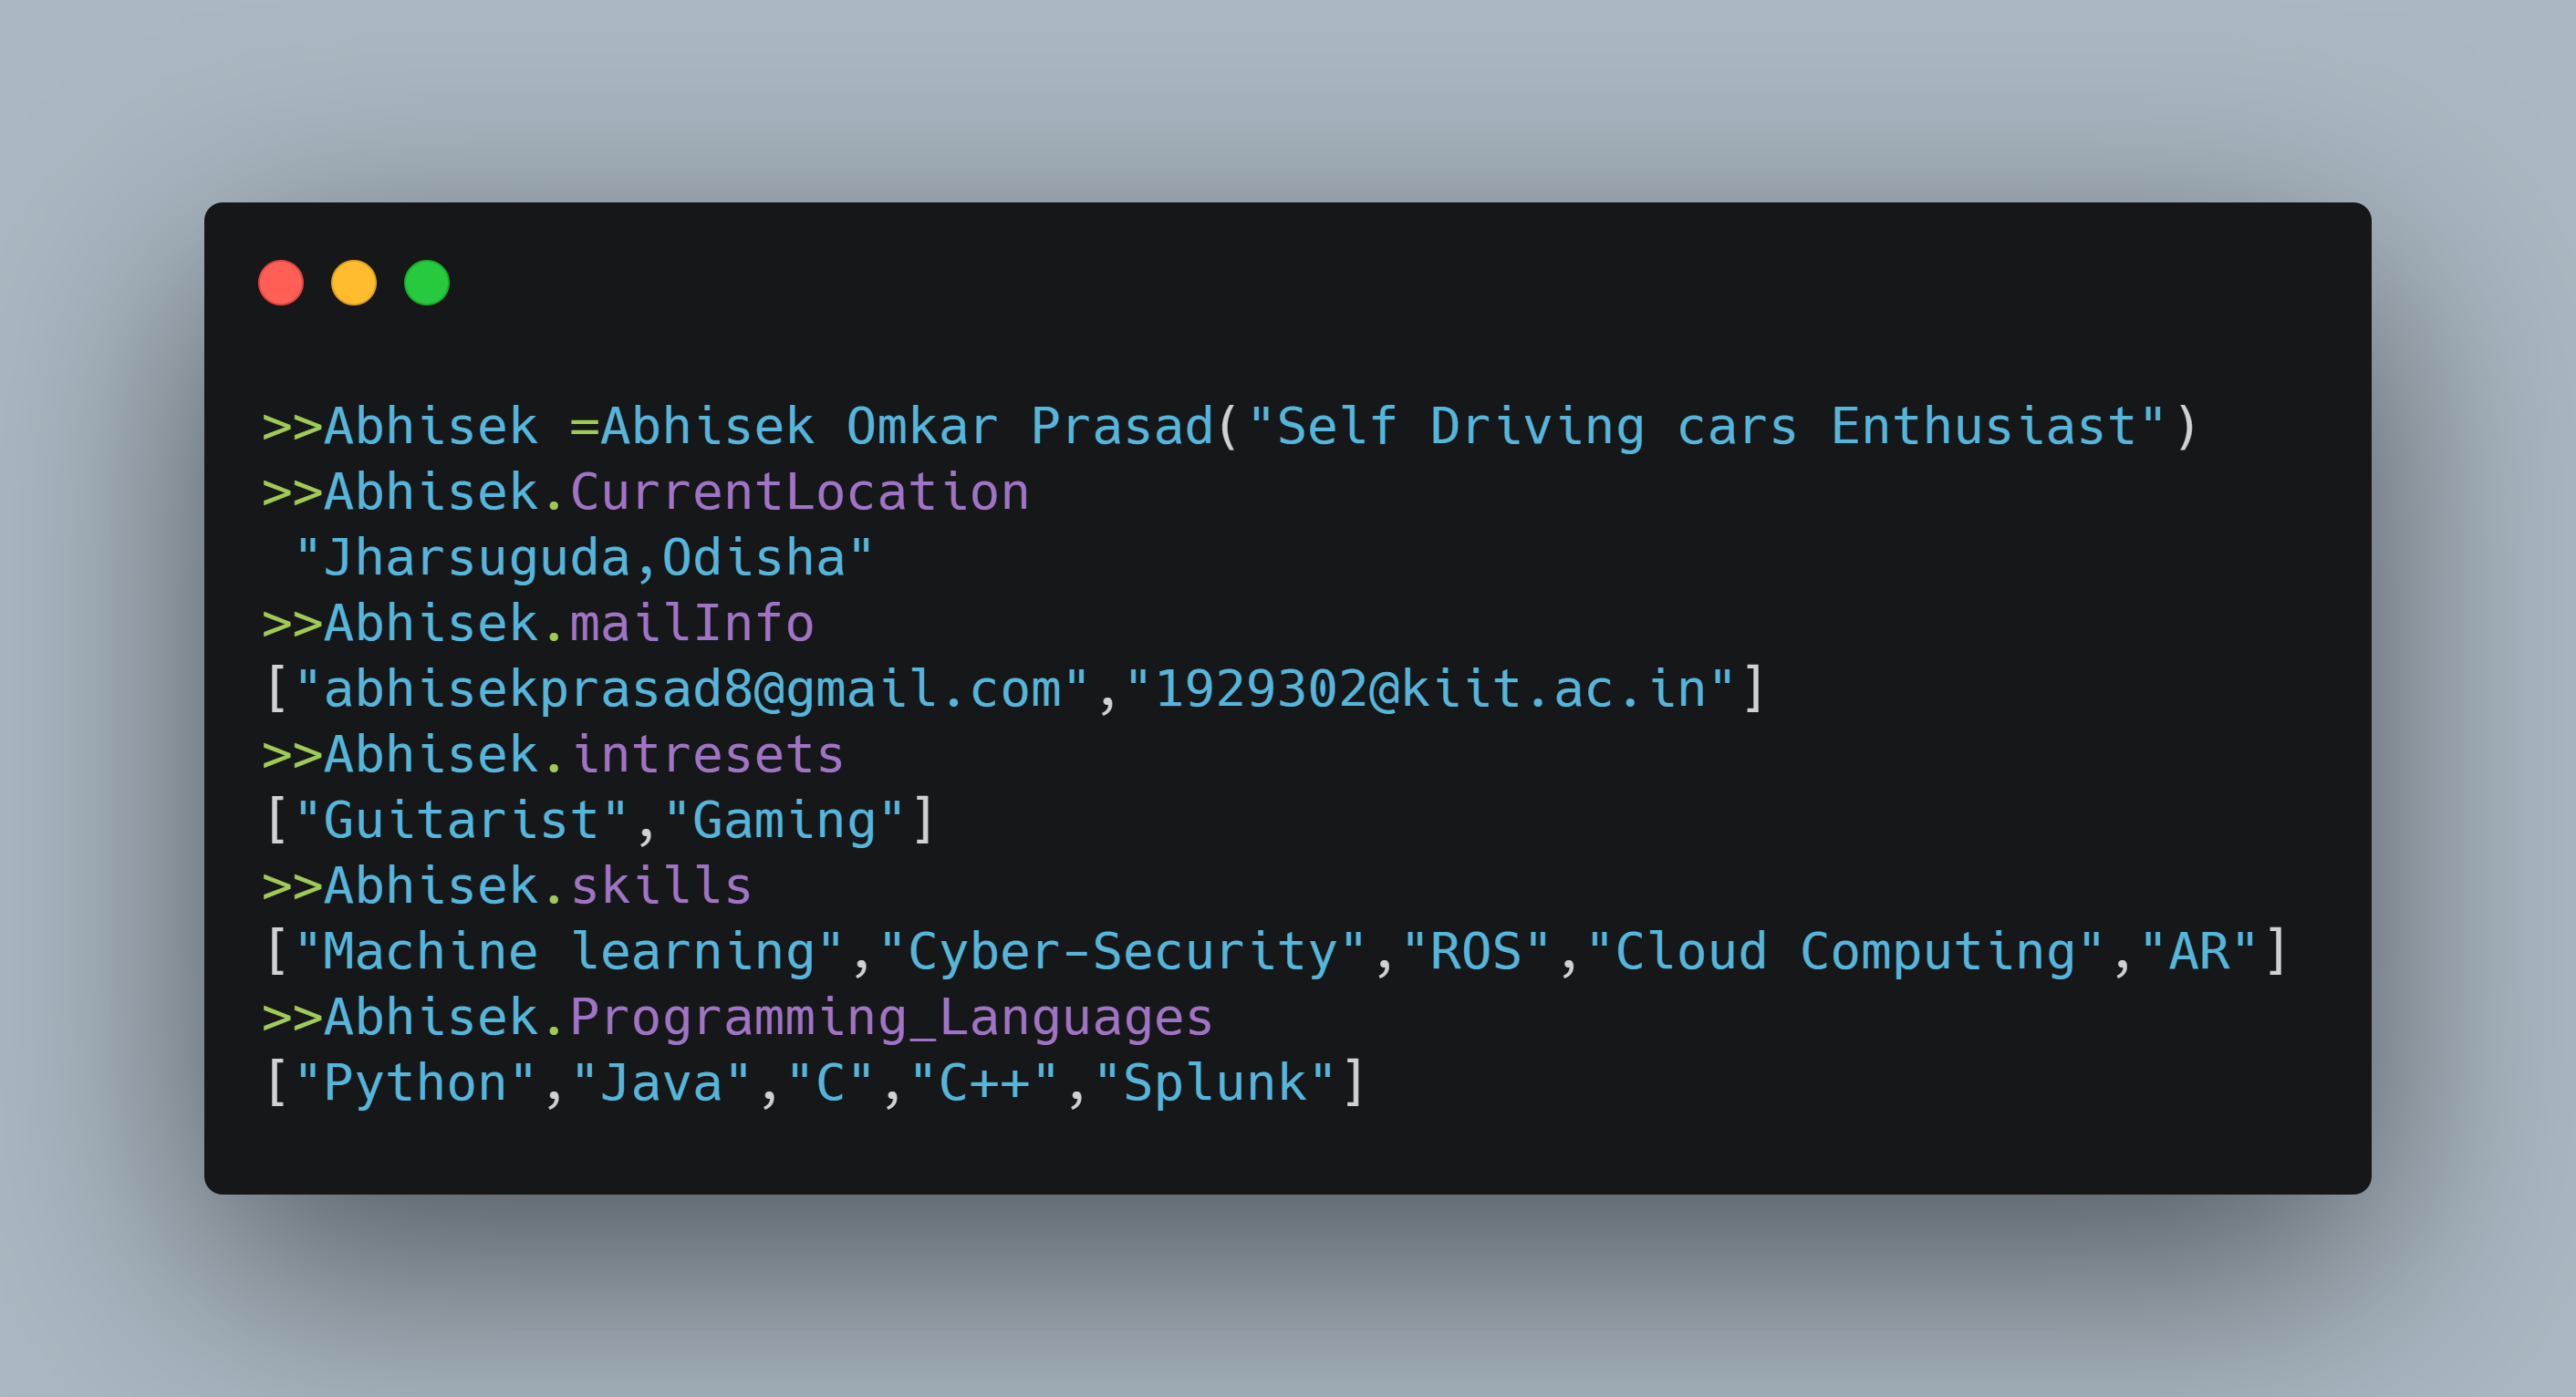 >>Abhisek =Abhisek Omkar Prasad("Self Driving cars Enthusiast")
>>Abhisek.CurrentLocation
 "Jharsuguda,Odisha"
>>Abhisek.mailInfo
["abhisekprasad8@gmail.com","1929302@kiit.ac.in"]
>>Abhisek.intresets
["Guitarist","Gaming"]
>>Abhisek.skills
["Machine learning","Cyber-Security","ROS","Cloud Computing","AR"]
>>Abhisek.Programming_Languages
["Python","Java","C","C++","Splunk"]